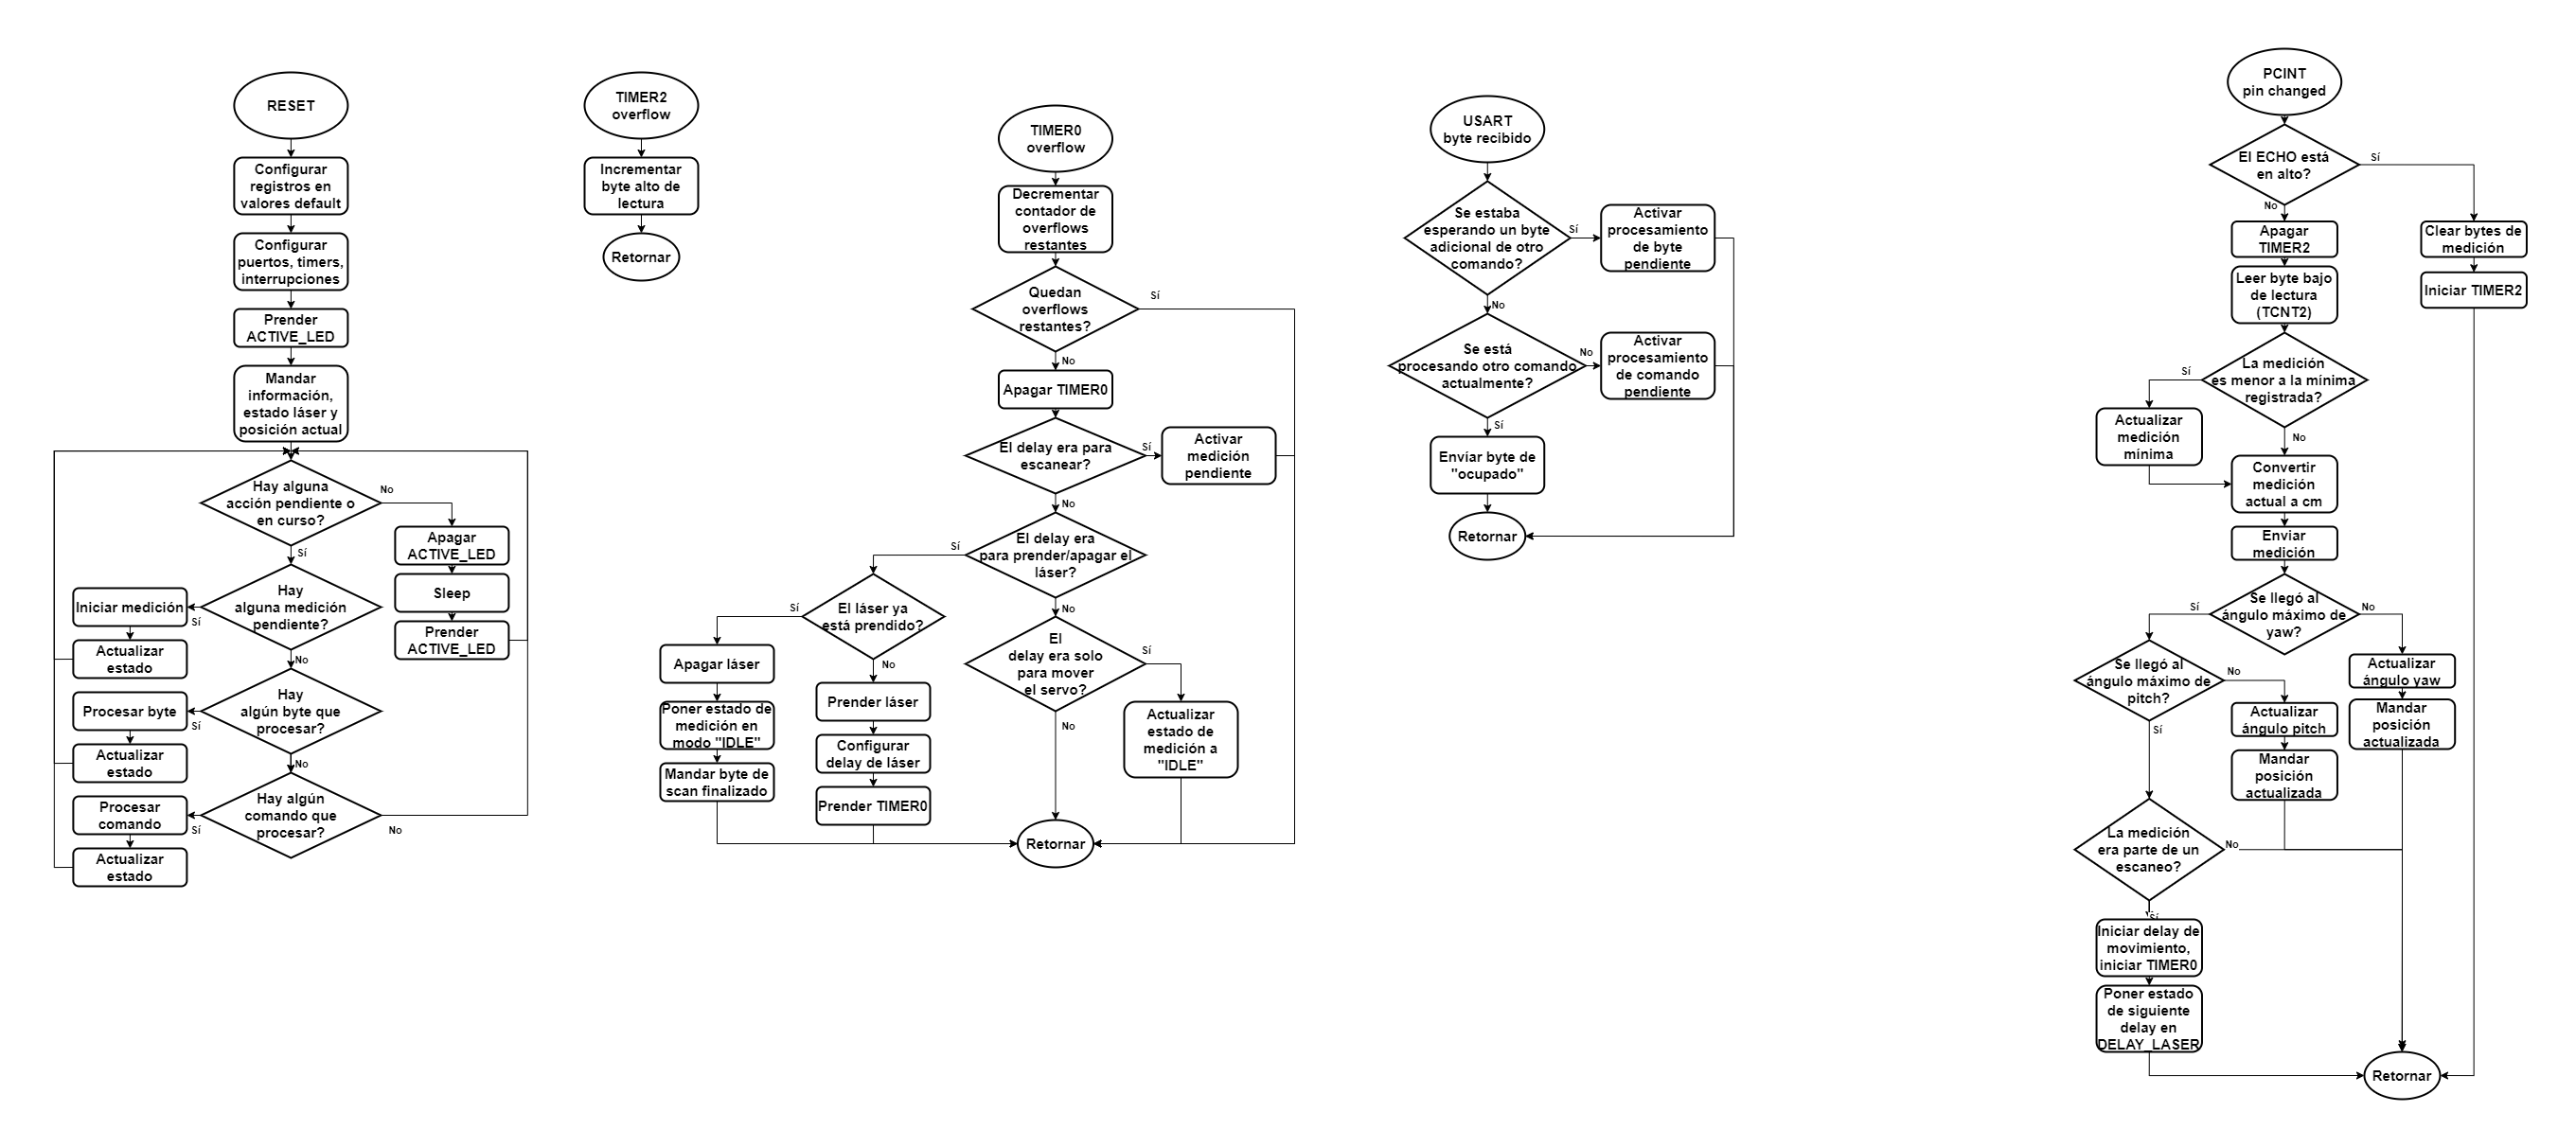 RESET
Configurar
registros en
valores default
Configurar
puertos, timers,
interrupciones
Prender
ACTIVE_LED
Mandar
información,
estado láser y
posición actual
Hay alguna
acción pendiente o
en curso?
No
Apagar
ACTIVE_LED
Sleep
Prender
ACTIVE_LED
Sí
Hay
alguna medición
pendiente?
Sí
Iniciar medición
Actualizar
estado
No
Hay
algún byte que
procesar?
Sí
Procesar byte
Actualizar
estado
No
Hay algún
comando que
procesar?
No
Sí
Procesar
comando
Actualizar
estado
TIMER2
overflow
Incrementar
byte alto de
lectura
Retornar
TIMER0
overflow
Decrementar
contador de
overflows
restantes
Quedan
overflows
restantes?
Sí
No
Apagar TIMER0
El delay era para
escanear?
Sí
Activar
medición
pendiente
No
El delay era
para prender/apagar el
láser?
Sí
El láser ya
está prendido?
Sí
Apagar láser
Poner estado de
medición en
modo "IDLE"
Mandar byte de
scan finalizado
No
Prender láser
Configurar
delay de láser
Prender TIMER0
No
El
delay era solo
para mover
el servo?
Sí
Actualizar
estado de
medición a
"IDLE"
No
Retornar
USART
byte recibido
Se estaba
esperando un byte
adicional de otro
comando?
Sí
Activar
procesamiento
de byte
pendiente
No
Se está
procesando otro comando
actualmente?
No
Activar
procesamiento
de comando
pendiente
Sí
Envíar byte de
"ocupado"
Retornar
PCINT
pin changed
El ECHO está
en alto?
Sí
Clear bytes de
medición
Iniciar TIMER2
No
Apagar
TIMER2
Leer byte bajo
de lectura
(TCNT2)
La medición
es menor a la mínima
registrada?
Sí
Actualizar
medición
mínima
No
Convertir
medición
actual a cm
Enviar
medición
Se llegó al
ángulo máximo de
yaw?
No
Actualizar
ángulo yaw
Mandar
posición
actualizada
Sí
Se llegó al
ángulo máximo de
pitch?
No
Actualizar
ángulo pitch
Mandar
posición
actualizada
Sí
La medición
era parte de un
escaneo?
No
Sí
Iniciar delay de
movimiento,
iniciar TIMER0
Poner estado
de siguiente
delay en
DELAY_LASER
Retornar